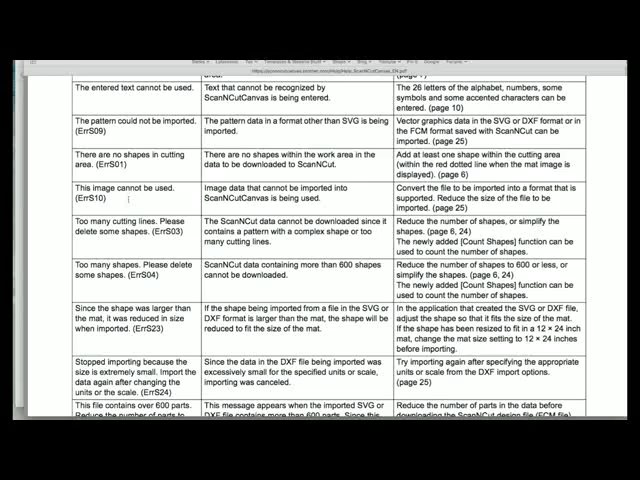 https://scanncutcanvas.brother.com/Help/Help_ScanNCutCanvas_EN.pdf
area.
The entered text cannot be used.
Text that cannot be recognized by
ScanNCutCanvas is being entered.
The 26 letters of the alphabet, numbers, some
symbols and some accented characters can be
entered. (page 10)
The pattern could not be imported.
(ErrS09)
The pattern data in a format other than SVG is being
imported.
Vector graphics data in the SVG or DXF format or in
the FCM format saved with ScanNCut can be
imported. (page 25)
There are no shapes in cutting
area. (ErrS01)
There are no shapes within the work area in the
data to be downloaded to ScanNCut.
Add at least one shape within the cutting area
(within the red dotted line when the mat image is
displayed). (page 6)
This image cannot be used.
(ErrS10)
Image data that cannot be imported into
ScanNCutCanvas is being used.
Convert the file to be imported into a format that is
supported. Reduce the size of the file to be
imported. (page 25)
Too many cutting lines. Please
delete some shapes. (ErrS03)
The ScanNCut data cannot be downloaded since it
contains a pattern with a complex shape or too
many cutting lines.
Reduce the number of shapes, or simplify the
shapes. (page 6, 24)
The newly added [Count Shapes] function can be
used to count the number of shapes.
Too many shapes. Please delete
some shapes. (ErrS04)
ScanNCut data containing more than 600 shapes
cannot be downloaded.
Reduce the number of shapes to 600 or less, or
simplify the shapes. (page 6, 24)
The newly added [Count Shapes] function can be
used to count the number of shapes.
Since the shape was larger than
the mat, it was reduced in size
when imported. (ErrS23)
If the shape being imported from a file in the SVG or
DXF format is larger than the mat, the shape will be
reduced to fit the size of the mat.
In the application that created the SVG or DXF file,
adjust the shape so that it fits the size of the mat.
If the shape has been resized to fit in a 12 × 24 inch
mat, change the mat size setting to 12 × 24 inches
before importing.
Stopped importing because the
size is extremely small. Import the
data again after changing the
units or the scale. (ErrS24)
Since the data in the DXF file being imported was
excessively small for the specified units or scale,
importing was canceled.
Try importing again after specifying the appropriate
units or scale from the DXF import options.
(page 25)
This file contains over 600 parts.
Reduce the number of parts to
This message appears when the imported SVG or
DXF file contains more than 600 parts. Since this
Reduce the number of parts in the data before
downloading the ScanNCut design file (FCM file)